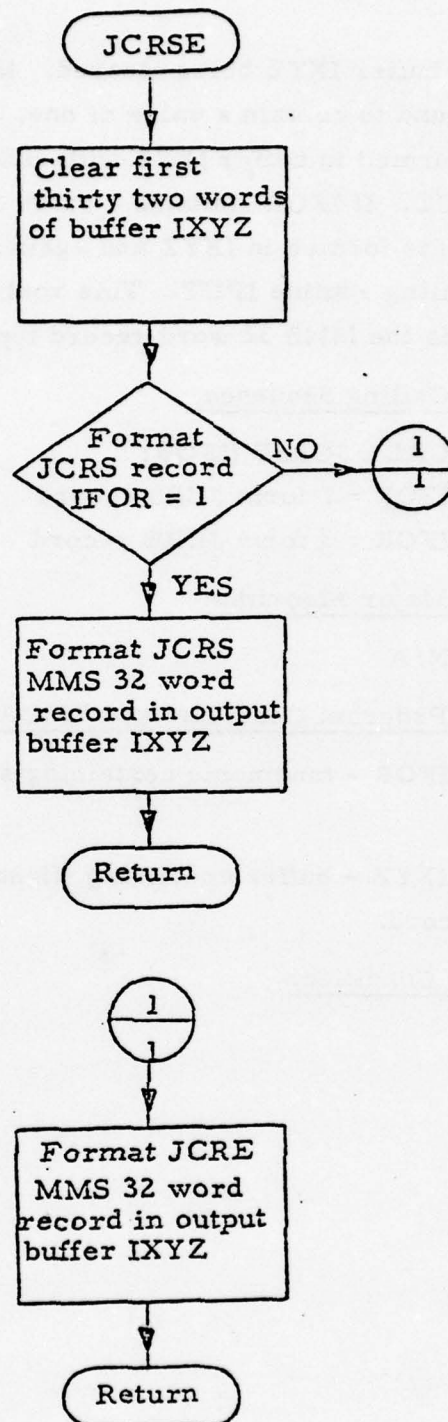 JCRSE
Clear first
thirty two words
of buffer IXYZ
Format
JCRS record
IFOR = 1
NO
1
1
YES
Format JCRS
MMS 32 word
record in output
buffer IXYZ
Return
1
1
Format JCRE
MMS 32 word
record in output
buffer IXYZ
Return